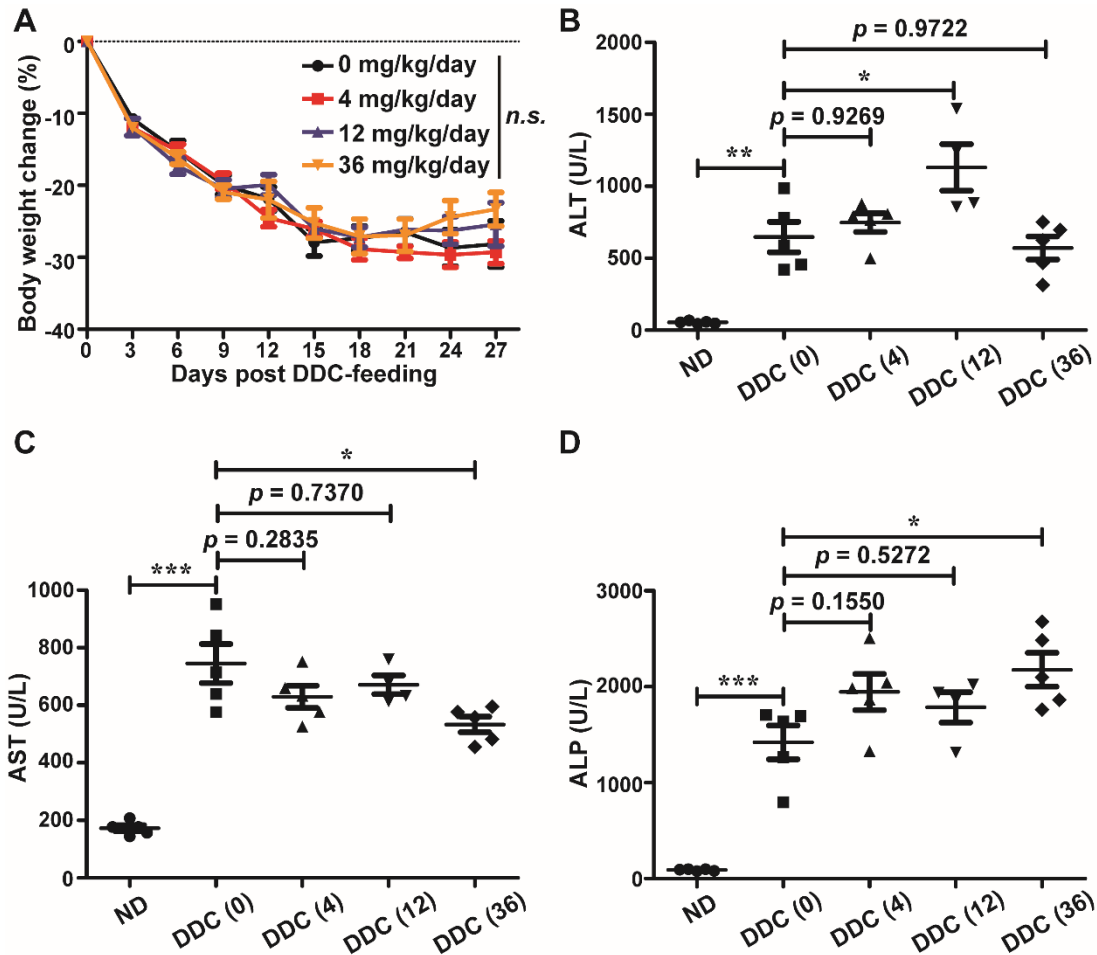 A
Body weight change (%)
0
-10
-20
-30
-40
0 mg/kg/day
4 mg/kg/day
12 mg/kg/day
36 mg/kg/day
n.s.
0 3 6 9 12 15 18 21 24 27
Days post DDC-feeding
B
ALT (U/L)
2000
1500
1000
500
0
p = 0.9722
*
p = 0.9269
**
ND DDC (0) DDC (4) DDC (12) DDC (36)
C
AST (U/L)
1000
800
600
400
200
0
*
p = 0.7370
p = 0.2835
***
ND DDC (0) DDC (4) DDC (12) DDC (36)
D
ALP (U/L)
3000
2000
1000
0
*
p = 0.5272
p = 0.1550
***
ND DDC (0) DDC (4) DDC (12) DDC (36)